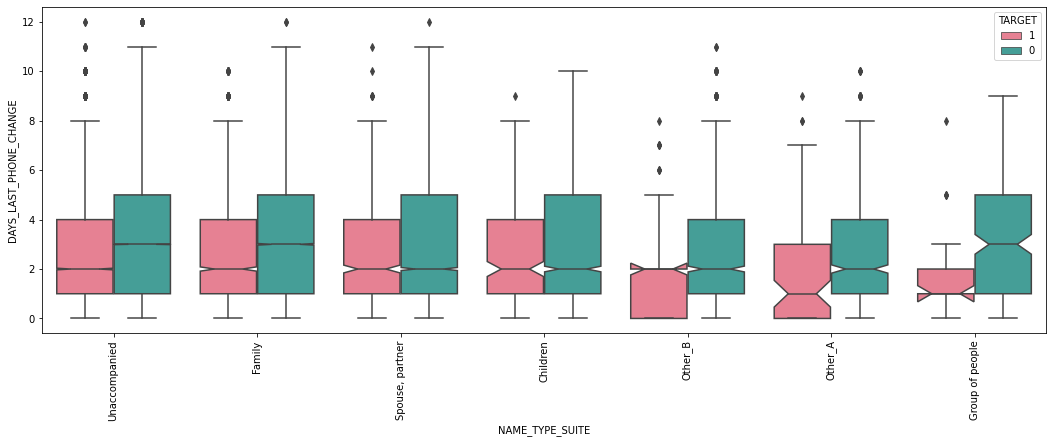 TARGET
1
0
12
10
8
6
4
2
0
DAYS_LAST_PHONE_CHANGE
Unaccompanied
Family
Spouse, partner
Children
Other_B
Other_A
Group of people
NAME_TYPE_SUITE